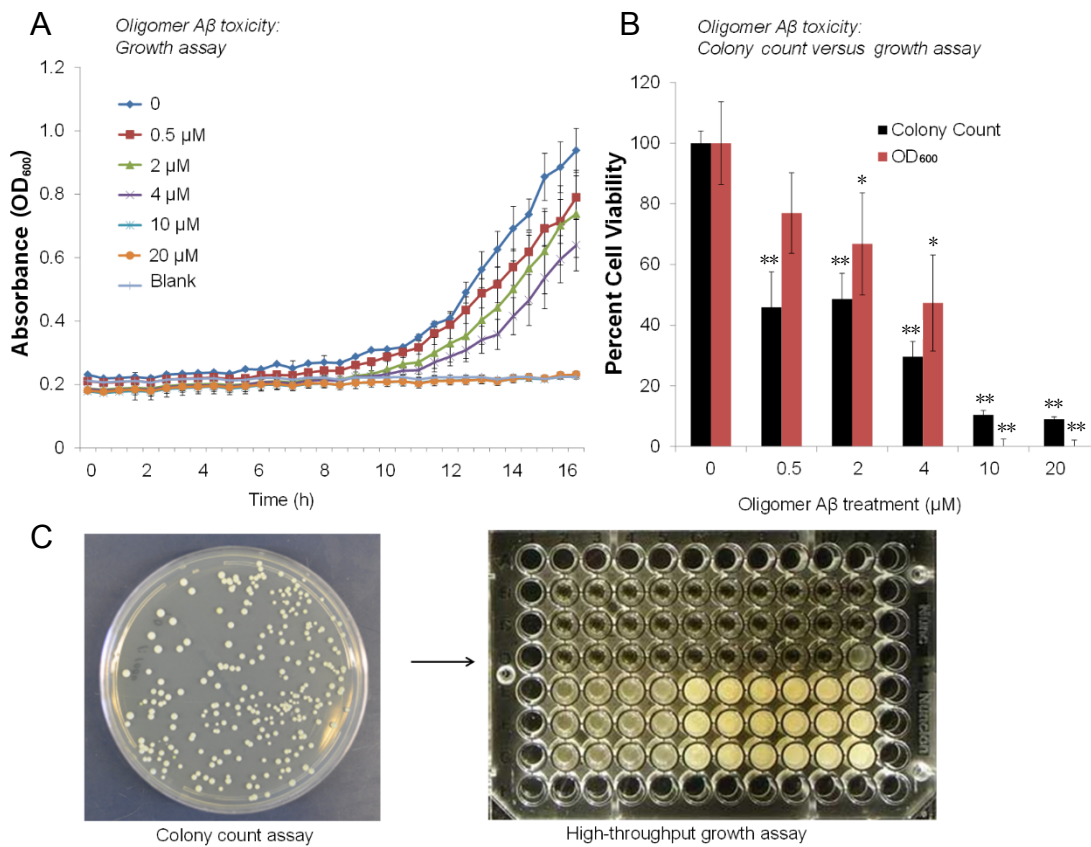 A
Oligomer Aβ toxicity:
Growth assay
1.2
1.0
0.8
0.6
0.4
0.2
0
Absorbance (OD600)
0
0.5 µM
2 µM
4 µM
10 µM
20 µM
Blank
0 2 4 6 8 10 12 14 16
Time (h)
B
Oligomer Aβ toxicity:
Colony count versus growth assay
120
100
80
60
40
20
0
Percent Cell Viability
Colony Count
OD600
**
**
*
**
*
**
**
**
**
0 0.5 2 4 10 20
Oligomer Aβ treatment (µM)
C
Colony count assay
Nunc
Nunclon
High-throughput growth assay